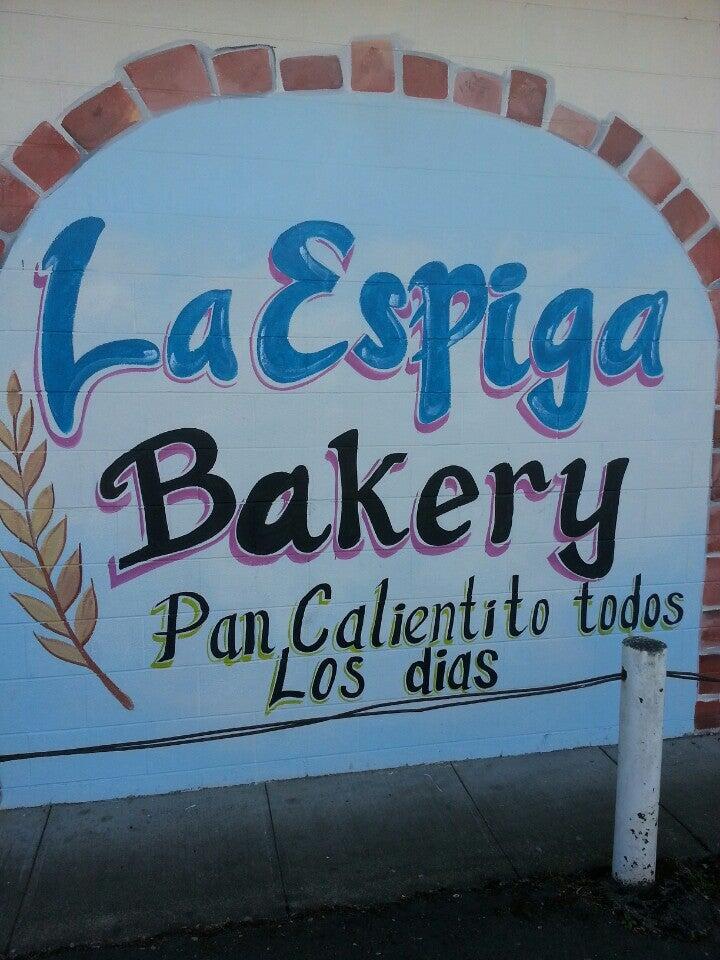 La Espiga
Bakery
Pan Calientito todos
Los dias